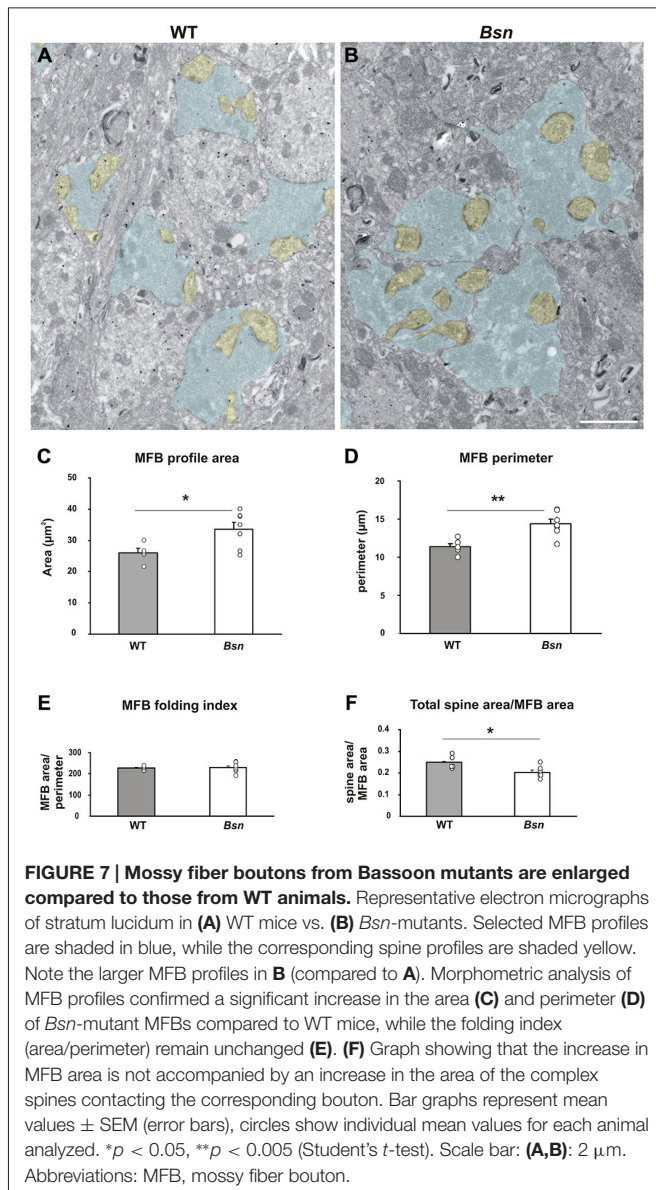 WT
Bsn
A
B
C
MFB profile area
50
40
30
20
10
0
Area (µm²)
*
WT
Bsn
D
MFB perimeter
20
15
10
5
0
perimeter (µm)
**
WT
Bsn
E
MFB folding index
300
200
100
0
MFB area/
perimeter
WT
Bsn
F
Total spine area/MFB area
0.4
0.3
0.2
0.1
0
spine area/
MFB area
*
WT
Bsn
FIGURE 7 | Mossy fiber boutons from Bassoon mutants are enlarged
compared to those from WT animals. Representative electron micrographs
of stratum lucidum in (A) WT mice vs. (B) Bsn-mutants. Selected MFB profiles
are shaded in blue, while the corresponding spine profiles are shaded yellow.
Note the larger MFB profiles in B (compared to A). Morphometric analysis of
MFB profiles confirmed a significant increase in the area (C) and perimeter (D)
of Bsn-mutant MFBs compared to WT mice, while the folding index
(area/perimeter) remain unchanged (E). (F) Graph showing that the increase in
MFB area is not accompanied by an increase in the area of the complex
spines contacting the corresponding bouton. Bar graphs represent mean
values ± SEM (error bars), circles show individual mean values for each animal
analyzed. *p < 0.05, **p < 0.005 (Student's t-test). Scale bar: (A,B): 2 µm.
Abbreviations: MFB, mossy fiber bouton.